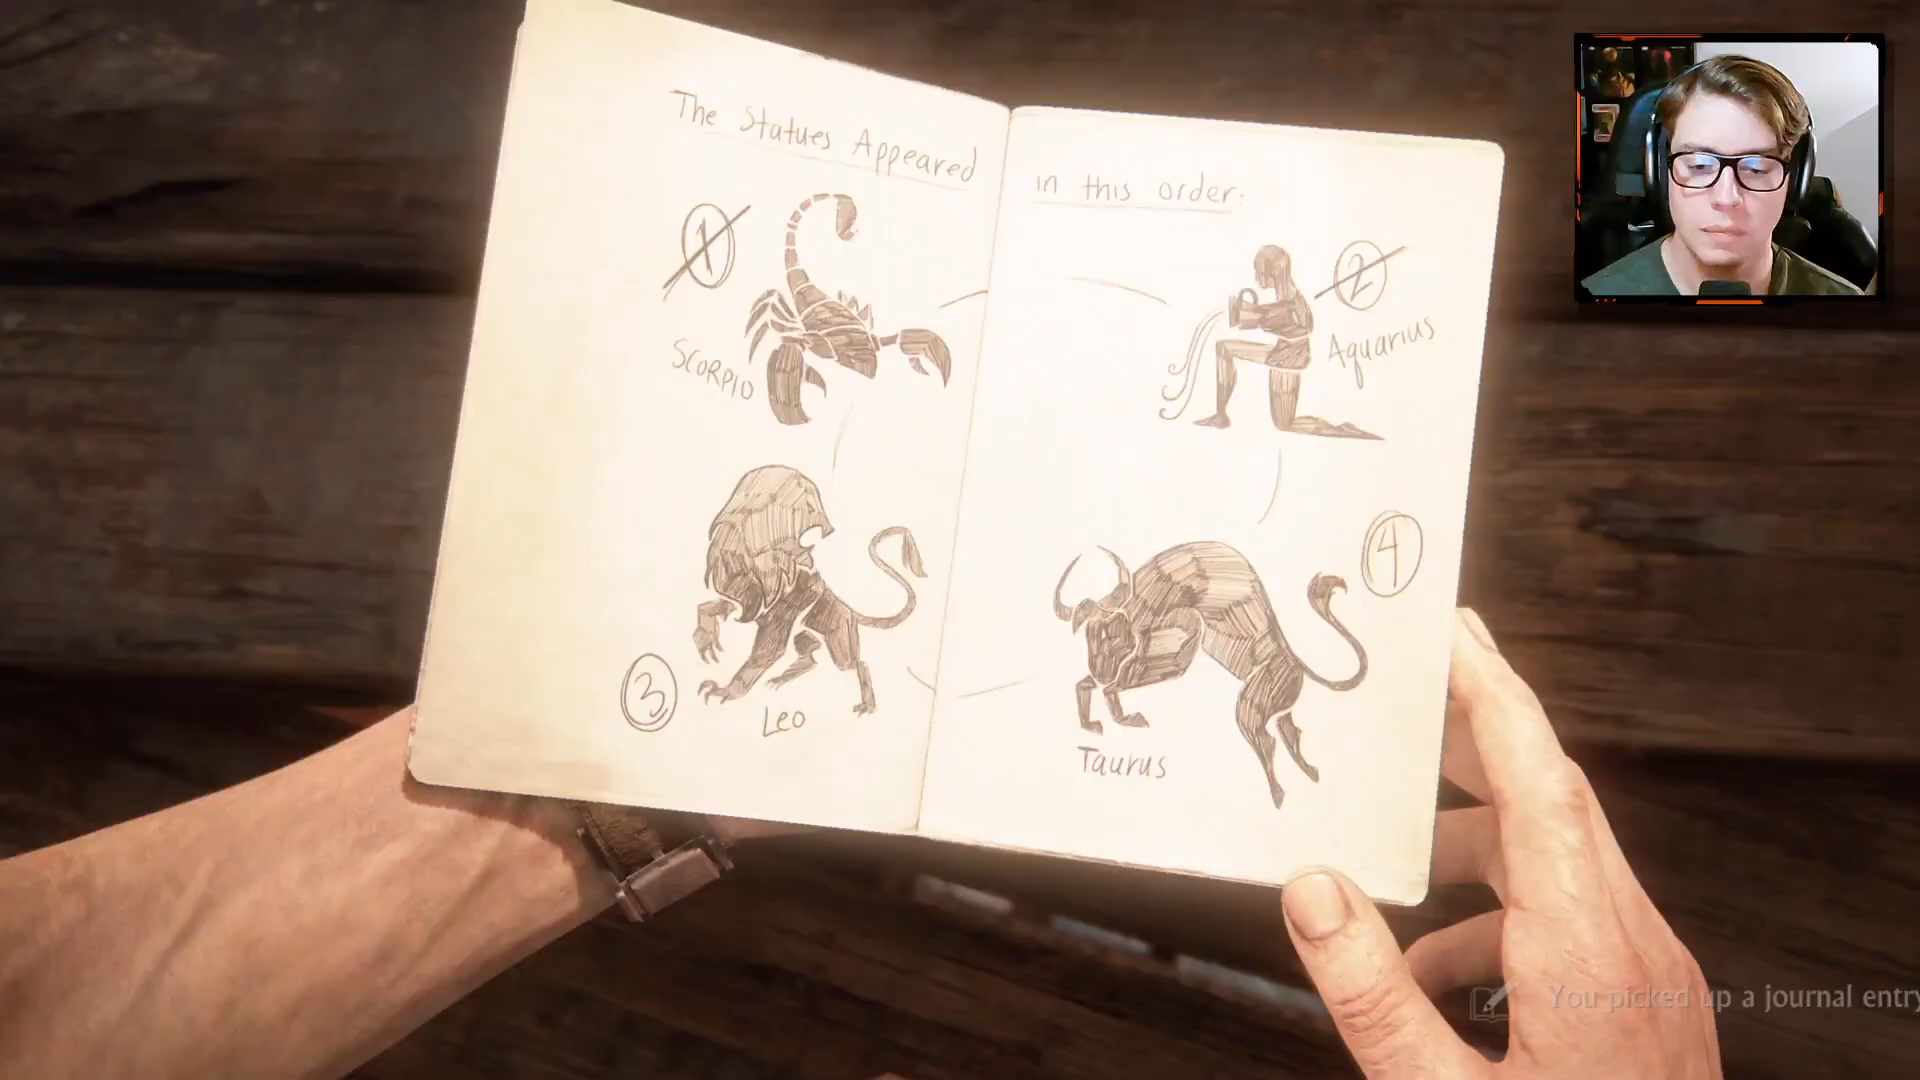 The Statues Appeared
in this order:
1
SCORPIO
2
Aquarius
3
Leo
4
Taurus
You picked up a journal entry